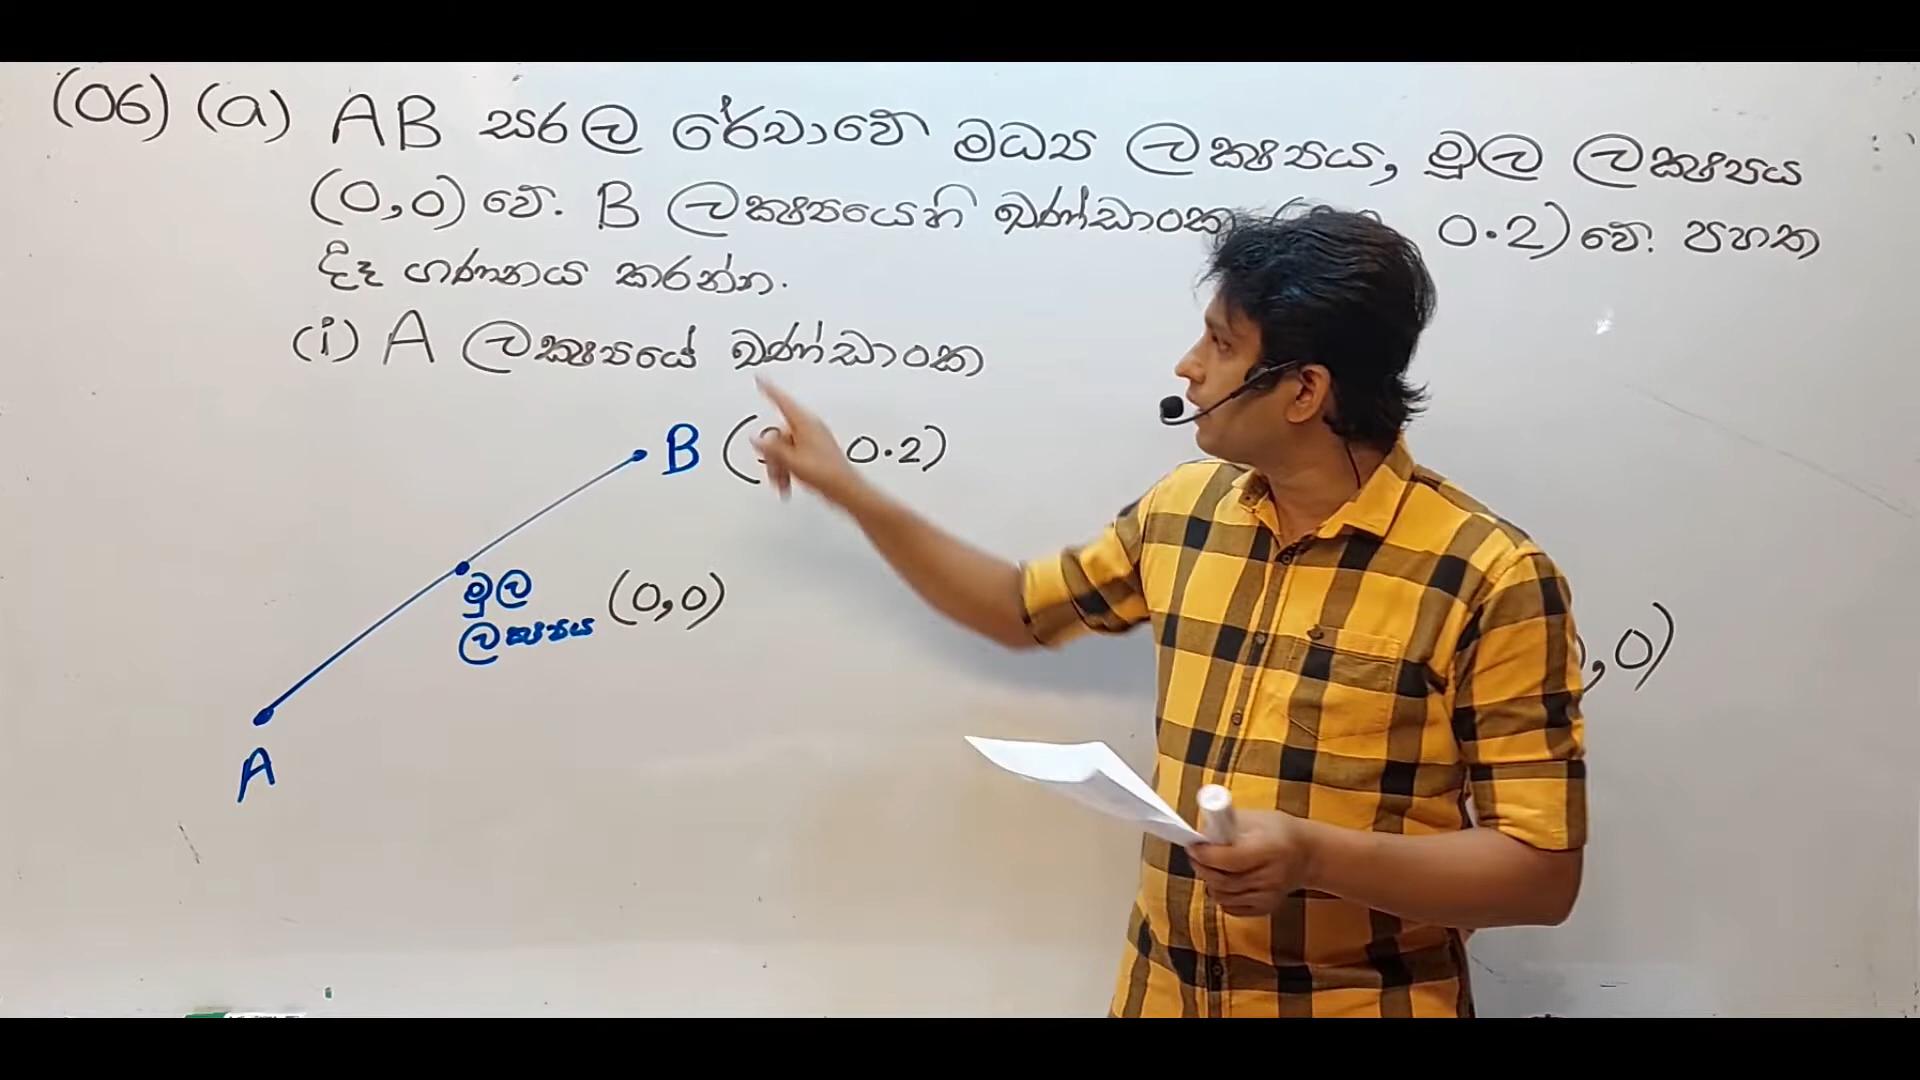 (06) (a) AB සරල රේඛාවේ මධ්‍ය ලක්ෂ්‍යය, මූල ලක්ෂ්‍යය
(0,0) වේ. B ලක්ෂ්‍යයෙහි ඛණ්ඩාංක 0.2) වේ. පහත
දෑ ගණනය කරන්න.
(i) A ලක්ෂ්‍යයේ ඛණ්ඩාංක
B ( 0.2)
මූල
ලක්ෂ්‍යය (0,0)
,0)
A